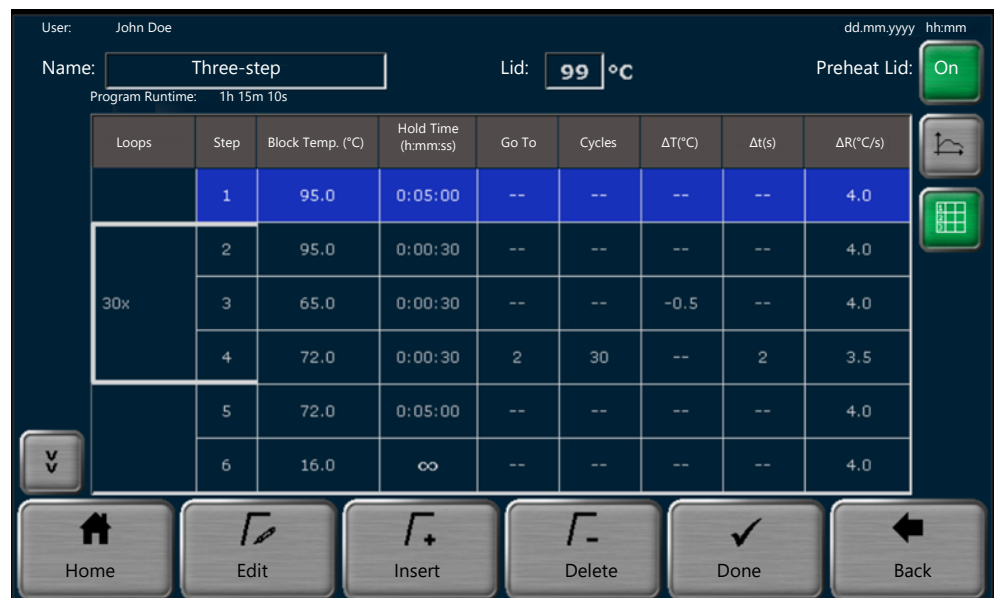 User: John Doe dd.mm.yyyy hh:mm
Name: Three-step Lid: 99 °C Preheat Lid: On
Program Runtime: 1h 15m 10s
Loops Step Block Temp. (°C) Hold Time (h:mm:ss) Go To Cycles ΔT(°C) Δt(s) ΔR(°C/s)
1 95.0 0:05:00 -- -- -- -- 4.0
2 95.0 0:00:30 -- -- -- -- 4.0
30x 3 65.0 0:00:30 -- -- -0.5 -- 4.0
4 72.0 0:00:30 2 30 -- 2 3.5
5 72.0 0:05:00 -- -- -- -- 4.0
6 16.0 ∞ -- -- -- -- 4.0
Home Edit Insert Delete Done Back